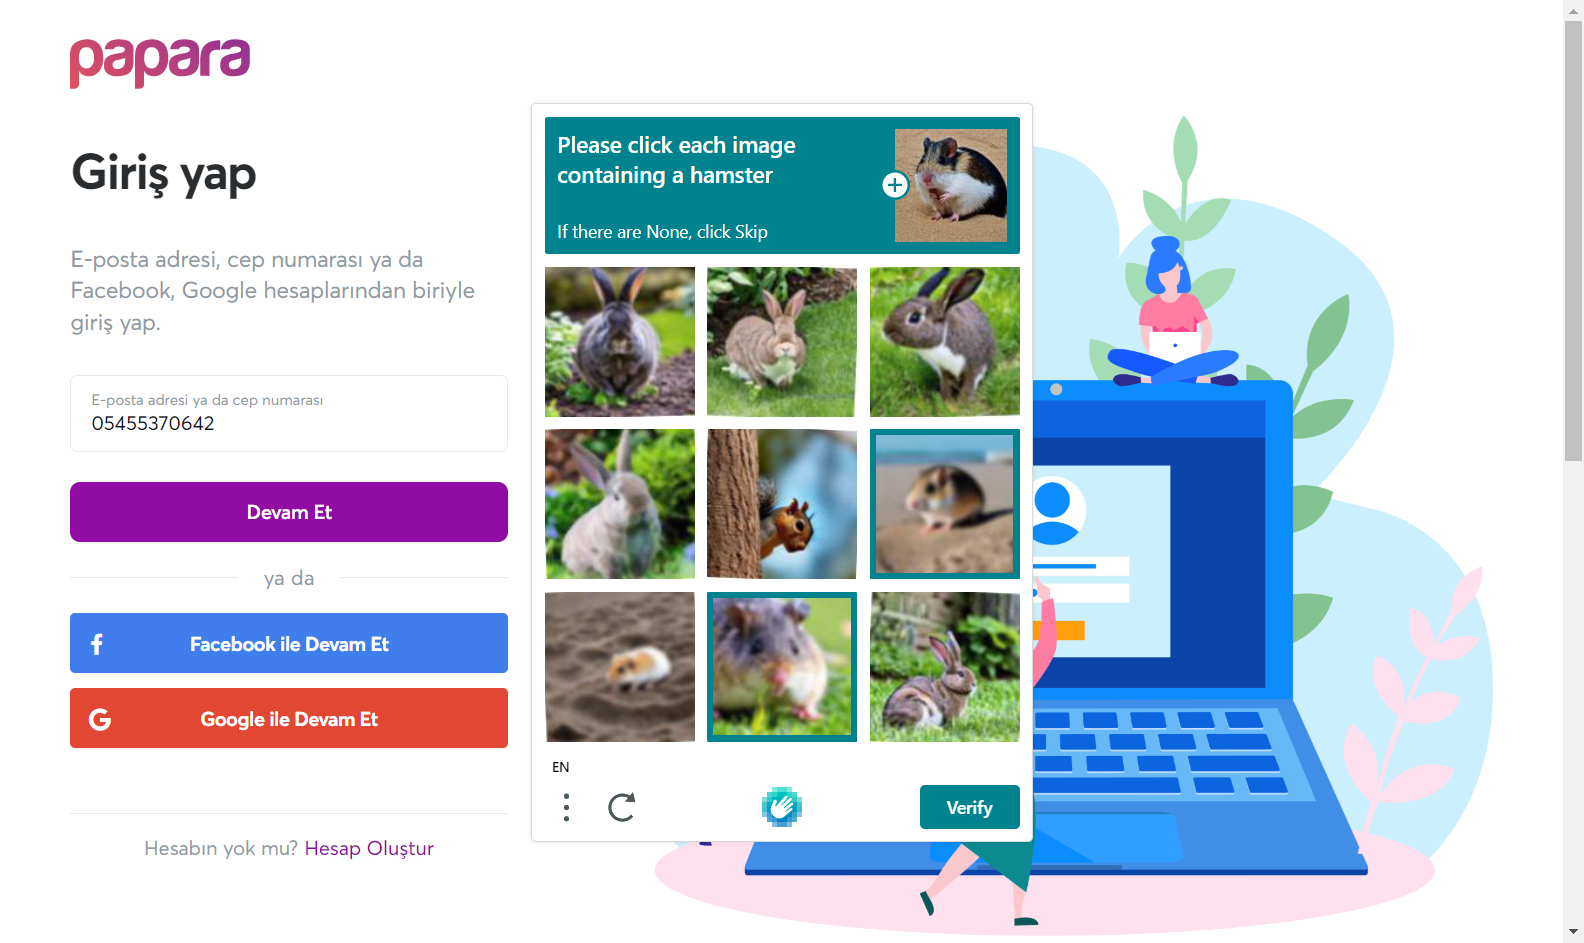 papara
Giriş yap
E-posta adresi, cep numarası ya da
Facebook, Google hesaplarından biriyle
giriş yap.
E-posta adresi ya da cep numarası
05455370642
Devam Et
ya da
Facebook ile Devam Et
Google ile Devam Et
Hesabın yok mu? Hesap Oluştur
Please click each image
containing a hamster
If there are None, click Skip
EN
Verify